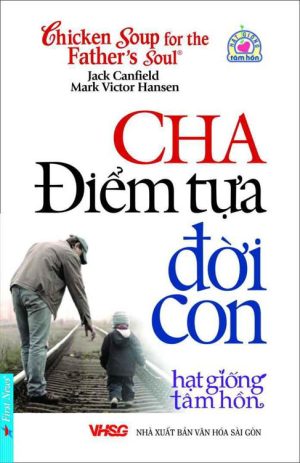 Chicken Soup for the
Father's Soul®
Jack Canfield
Mark Victor Hansen
HẠT GIỐNG
tâm hồn
CHA
Điểm tựa
đời
con
hạt giống
tâm hồn
First News
VHSG
NHÀ XUẤT BẢN VĂN HÓA SÀI GÒN